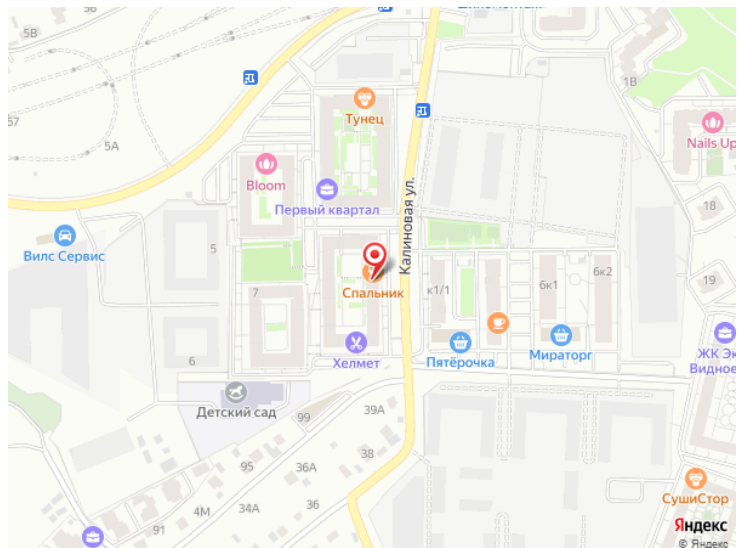 5Б
5В
1В
57
5А
Тунец
Nails Up
Bloom
Первый квартал
Калиновая ул.
18
5
Вилс Сервис
6к2
19
6к1
к1/1
7
Спальник
ЖК Эк
Видное
6
Хелмет
Пятёрочка
Мираторг
Детский сад
99
39А
95
36А
38
СушиСтор
4М
34А
36
91
Яндекс
© Яндекс